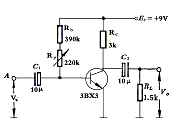 E_c = +9V
R_b
390k
R_c
3k
R_p
220k
C_1
10μ
C_2
10μ
A
V_i
3BX3
R_L
1.5k
V_o